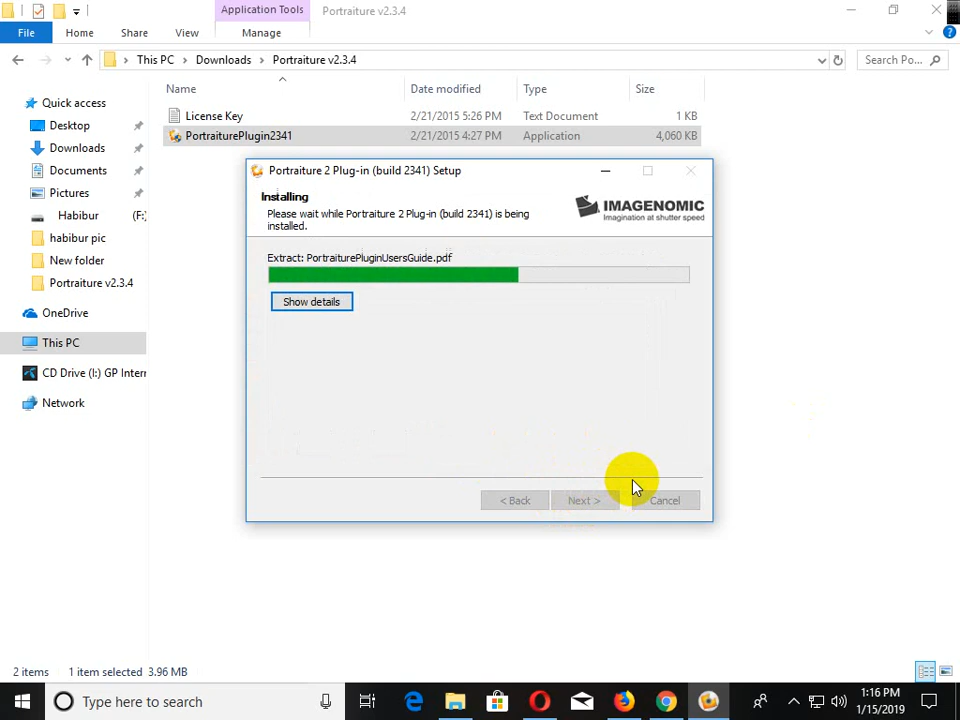 Application Tools
Portraiture v2.3.4
File
Home
Share
View
Manage
This PC
Downloads
Portraiture v2.3.4
Search Po...
Name
Date modified
Type
Size
License Key
2/21/2015 5:26 PM
Text Document
1 KB
PortraiturePlugin2341
2/21/2015 4:27 PM
Application
4,060 KB
Quick access
Desktop
Downloads
Documents
Pictures
Habibur (F:)
habibur pic
New folder
Portraiture v2.3.4
OneDrive
This PC
CD Drive (I:) GP Intern
Network
Portraiture 2 Plug-in (build 2341) Setup
Installing
Please wait while Portraiture 2 Plug-in (build 2341) is being
installed.
IMAGENOMIC
Imagination at shutter speed
Extract: PortraiturePluginUsersGuide.pdf
Show details
< Back
Next >
Cancel
2 items
1 item selected 3.96 MB
Type here to search
1:16 PM
1/15/2019